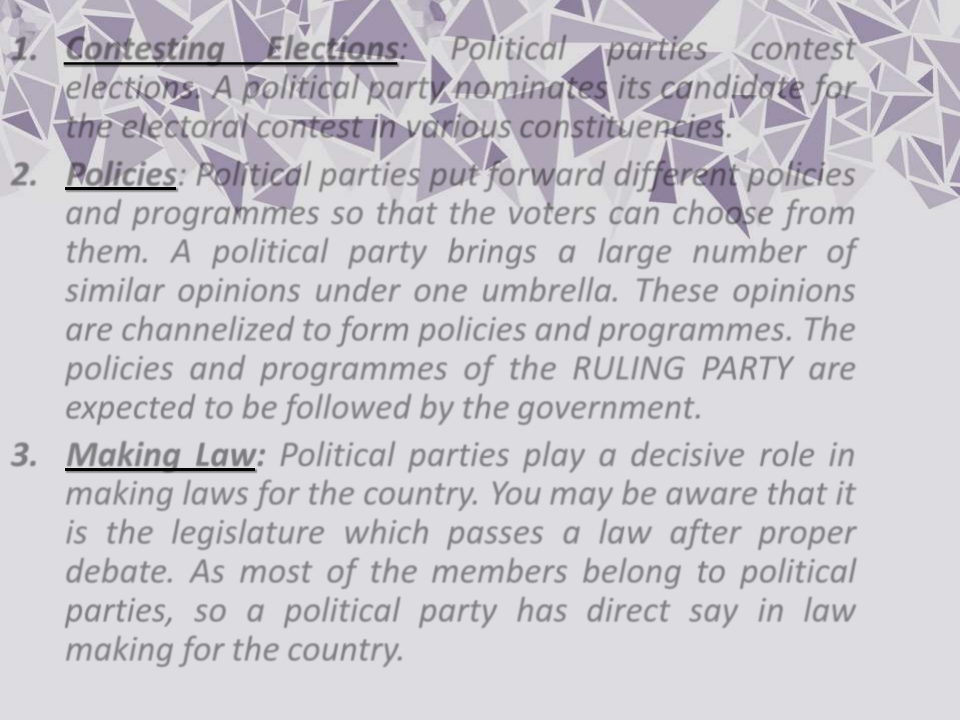 1. Contesting Elections: Political parties contest
elections. A political party nominates its candidate for
the electoral contest in various constituencies.
2. Policies: Political parties put forward different policies
and programmes so that the voters can choose from
them. A political party brings a large number of
similar opinions under one umbrella. These opinions
are channelized to form policies and programmes. The
policies and programmes of the RULING PARTY are
expected to be followed by the government.
3. Making Law: Political parties play a decisive role in
making laws for the country. You may be aware that it
is the legislature which passes a law after proper
debate. As most of the members belong to political
parties, so a political party has direct say in law
making for the country.